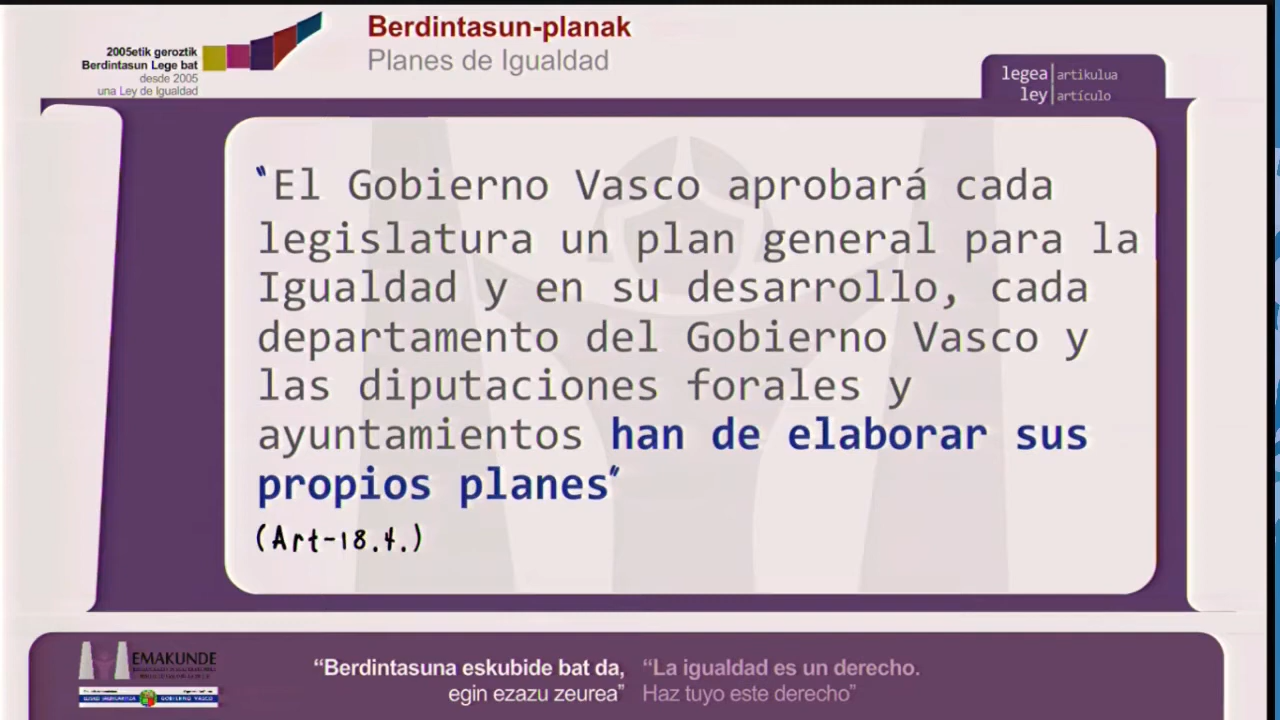 2005etik geroztik
Berdintasun Lege bat
desde 2005
una Ley de Igualdad
Berdintasun-planak
Planes de Igualdad
legea artikulua
ley artículo
"El Gobierno Vasco aprobará cada
legislatura un plan general para la
Igualdad y en su desarrollo, cada
departamento del Gobierno Vasco y
las diputaciones forales y
ayuntamientos han de elaborar sus
propios planes"
(Art-18.4.)
EMAKUNDE
GOBIERNO VASCO
“Berdintasuna eskubide bat da,
egin ezazu zeurea”
“La igualdad es un derecho.
Haz tuyo este derecho”